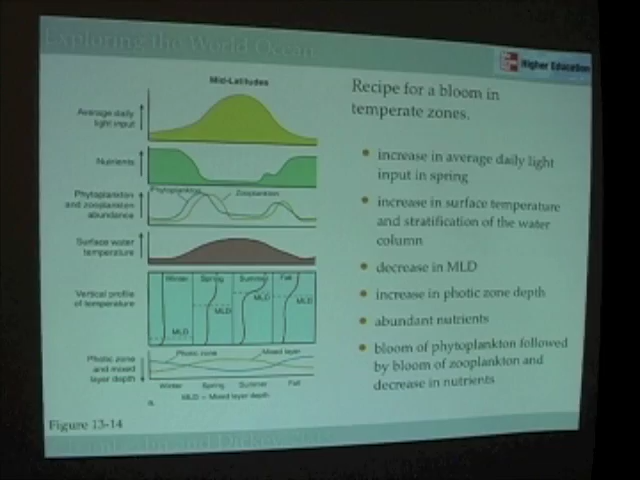 Exploring the World Ocean
Higher Education
Mid-Latitudes
Average daily
light input
Nutrients
Phytoplankton
and zooplankton
abundance
Phytoplankton
Zooplankton
Surface water
temperature
Vertical profile
of temperature
Winter
Spring
Summer
Fall
MLD
MLD
MLD
MLD
Photic zone
and mixed
layer depth
Photic zone
Mixed layer
Winter
Spring
Summer
Fall
MLD = Mixed layer depth
a.
Figure 13-14
Recipe for a bloom in
temperate zones.
increase in average daily light
input in spring
increase in surface temperature
and stratification of the water
column
decrease in MLD
increase in photic zone depth
abundant nutrients
bloom of phytoplankton followed
by bloom of zooplankton and
decrease in nutrients